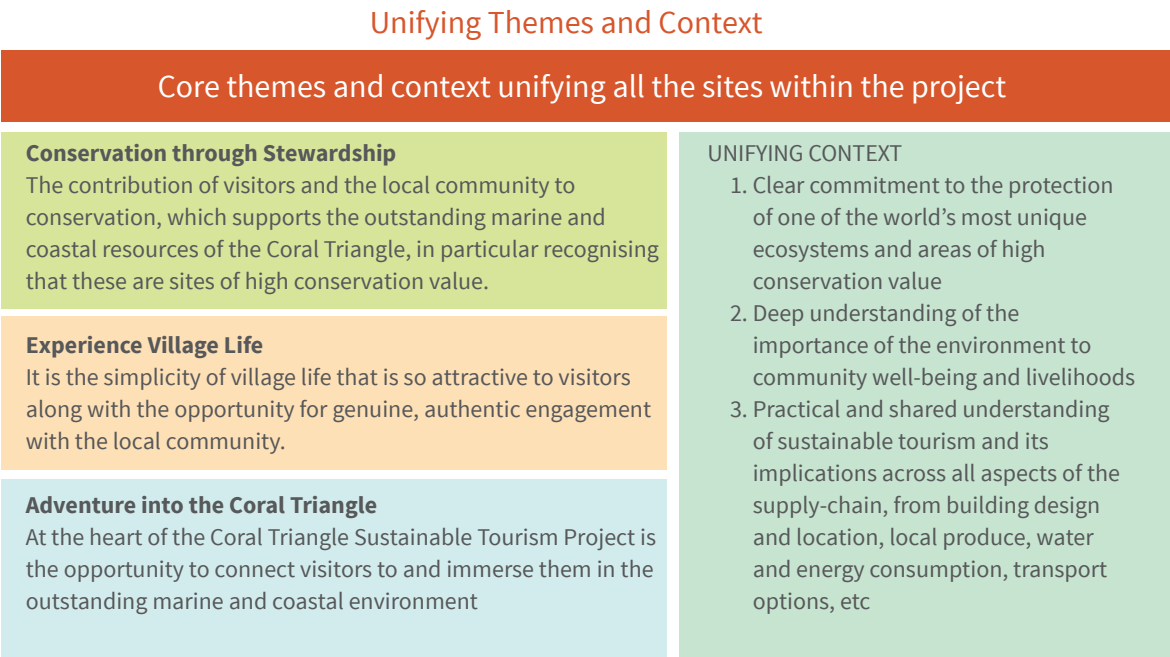 Unifying Themes and Context
Core themes and context unifying all the sites within the project
Conservation through Stewardship
The contribution of visitors and the local community to
conservation, which supports the outstanding marine and
coastal resources of the Coral Triangle, in particular recognising
that these are sites of high conservation value.
Experience Village Life
It is the simplicity of village life that is so attractive to visitors
along with the opportunity for genuine, authentic engagement
with the local community.
Adventure into the Coral Triangle
At the heart of the Coral Triangle Sustainable Tourism Project is
the opportunity to connect visitors to and immerse them in the
outstanding marine and coastal environment
UNIFYING CONTEXT
1. Clear commitment to the protection
of one of the world’s most unique
ecosystems and areas of high
conservation value
2. Deep understanding of the
importance of the environment to
community well-being and livelihoods
3. Practical and shared understanding
of sustainable tourism and its
implications across all aspects of the
supply-chain, from building design
and location, local produce, water
and energy consumption, transport
options, etc